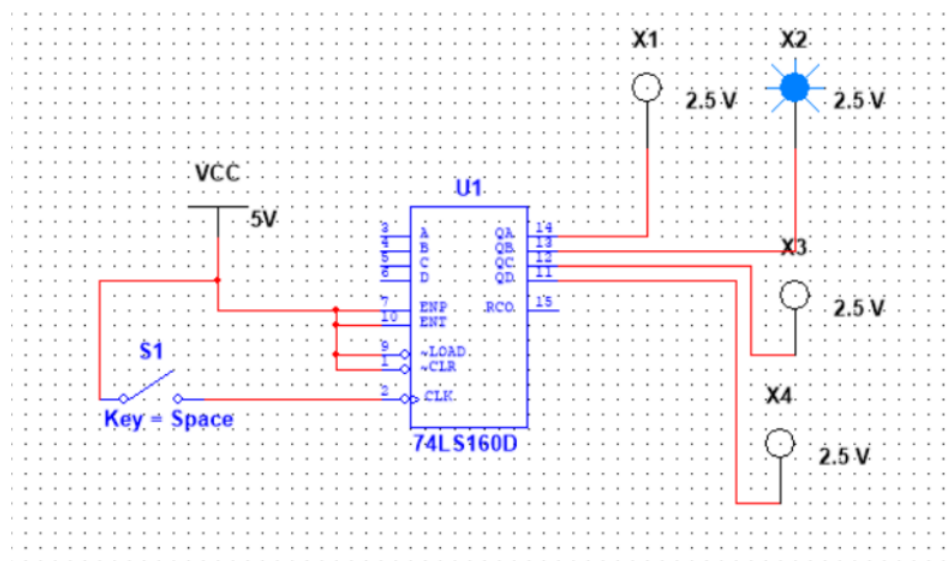 X1
X2
2.5 V
2.5 V
VCC
5V
U1
3 A QA 14
4 B QB 13
5 C QC 12
6 D QD 11
X3
7 ENP RCO 15
10 ENT
2.5 V
9 ~LOAD
1 ~CLR
S1
2 CLK
Key = Space
74LS160D
X4
2.5 V